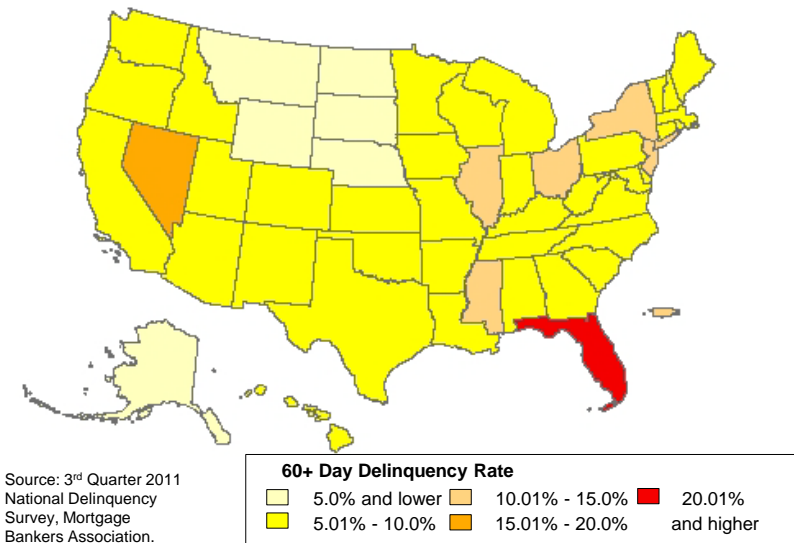 Source: 3rd Quarter 2011
National Delinquency
Survey, Mortgage
Bankers Association.
60+ Day Delinquency Rate
5.0% and lower
10.01% - 15.0%
20.01%
5.01% - 10.0%
15.01% - 20.0%
and higher